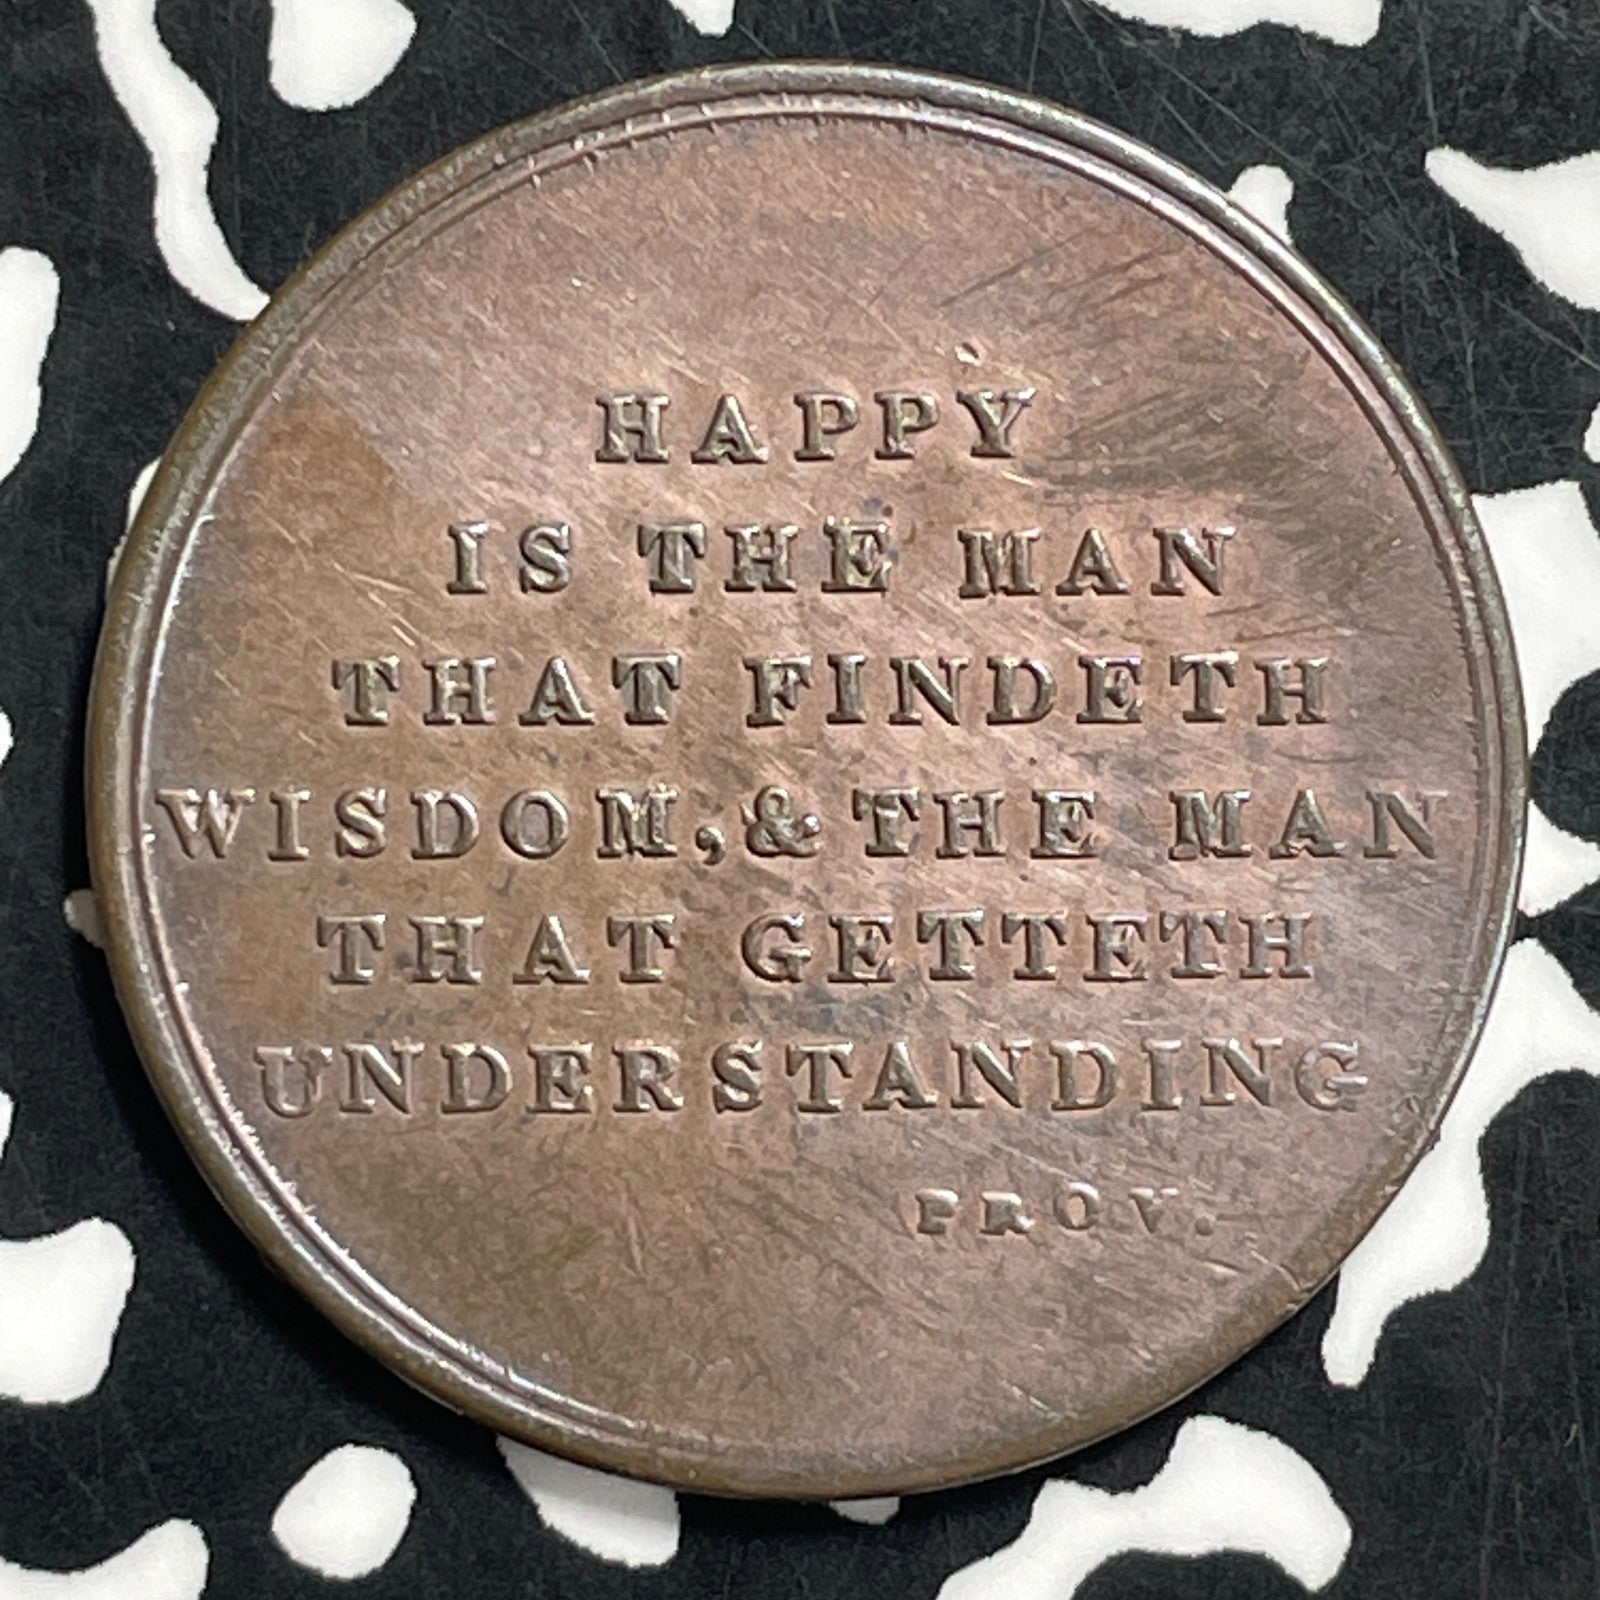 HAPPY
IS THE MAN
THAT FINDETH
WISDOM, & THE MAN
THAT GETTETH
UNDERSTANDING
PROV.